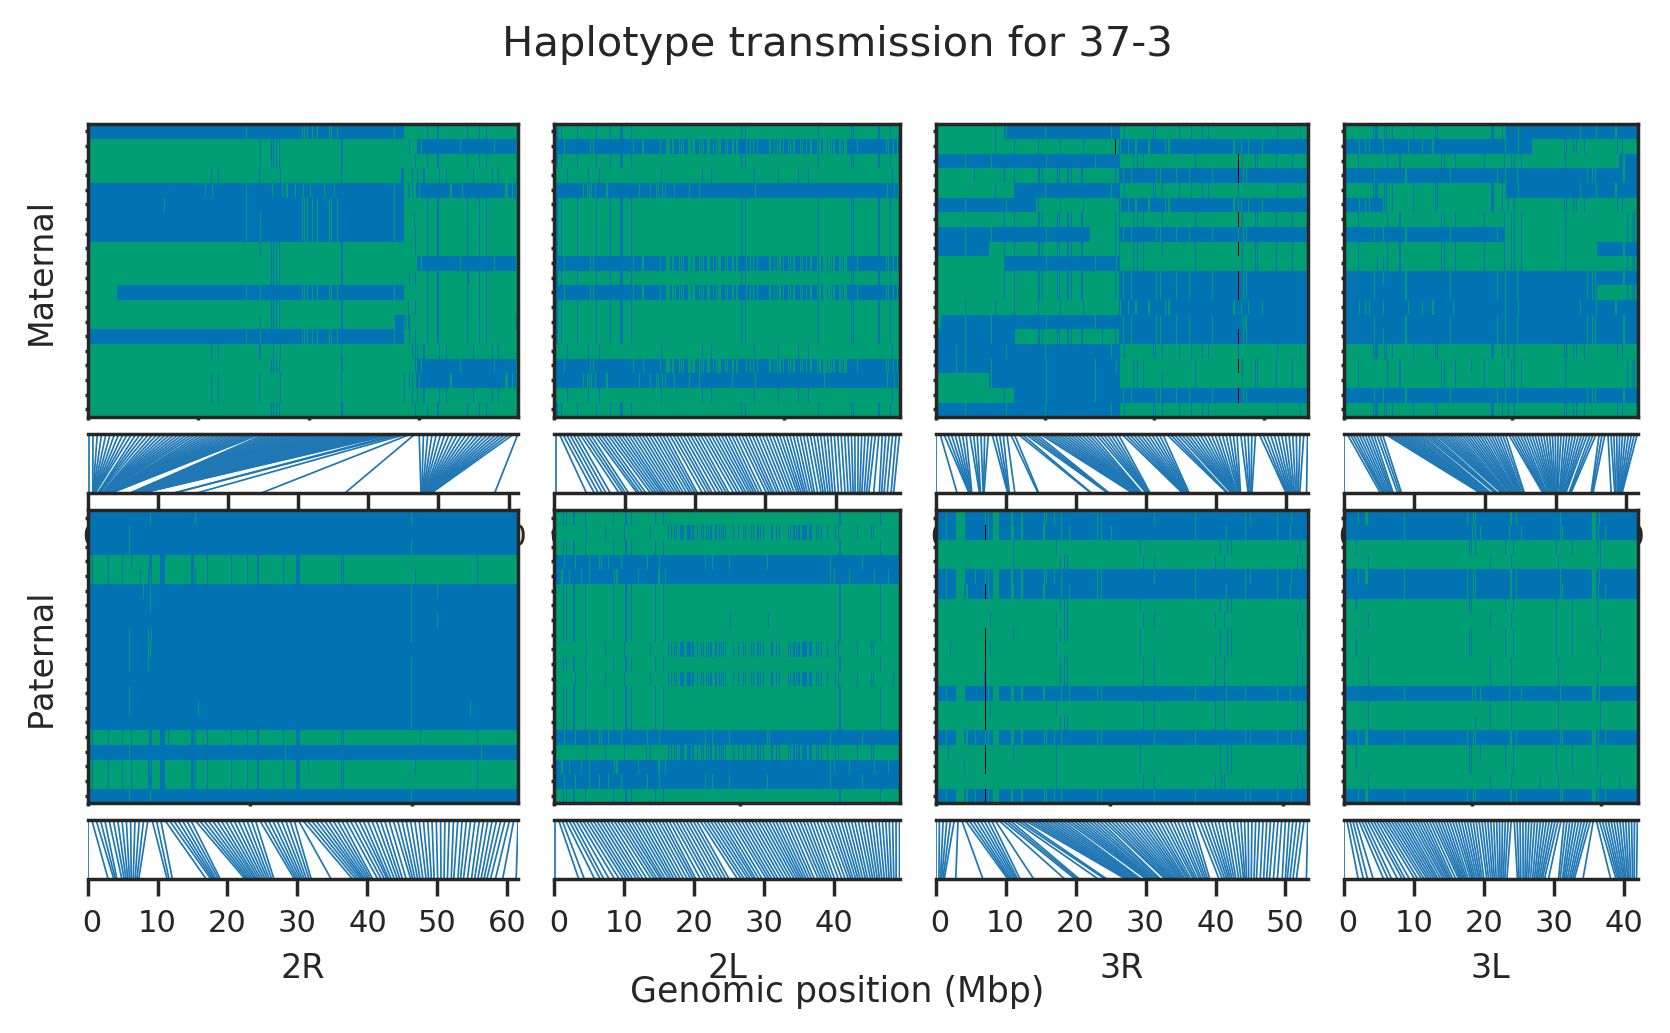 Haplotype transmission for 37-3
Maternal
Paternal
0 10 20 30 40 50 60
0 10 20 30 40
0 10 20 30 40 50
0 10 20 30 40
2R
2L
3R
3L
Genomic position (Mbp)